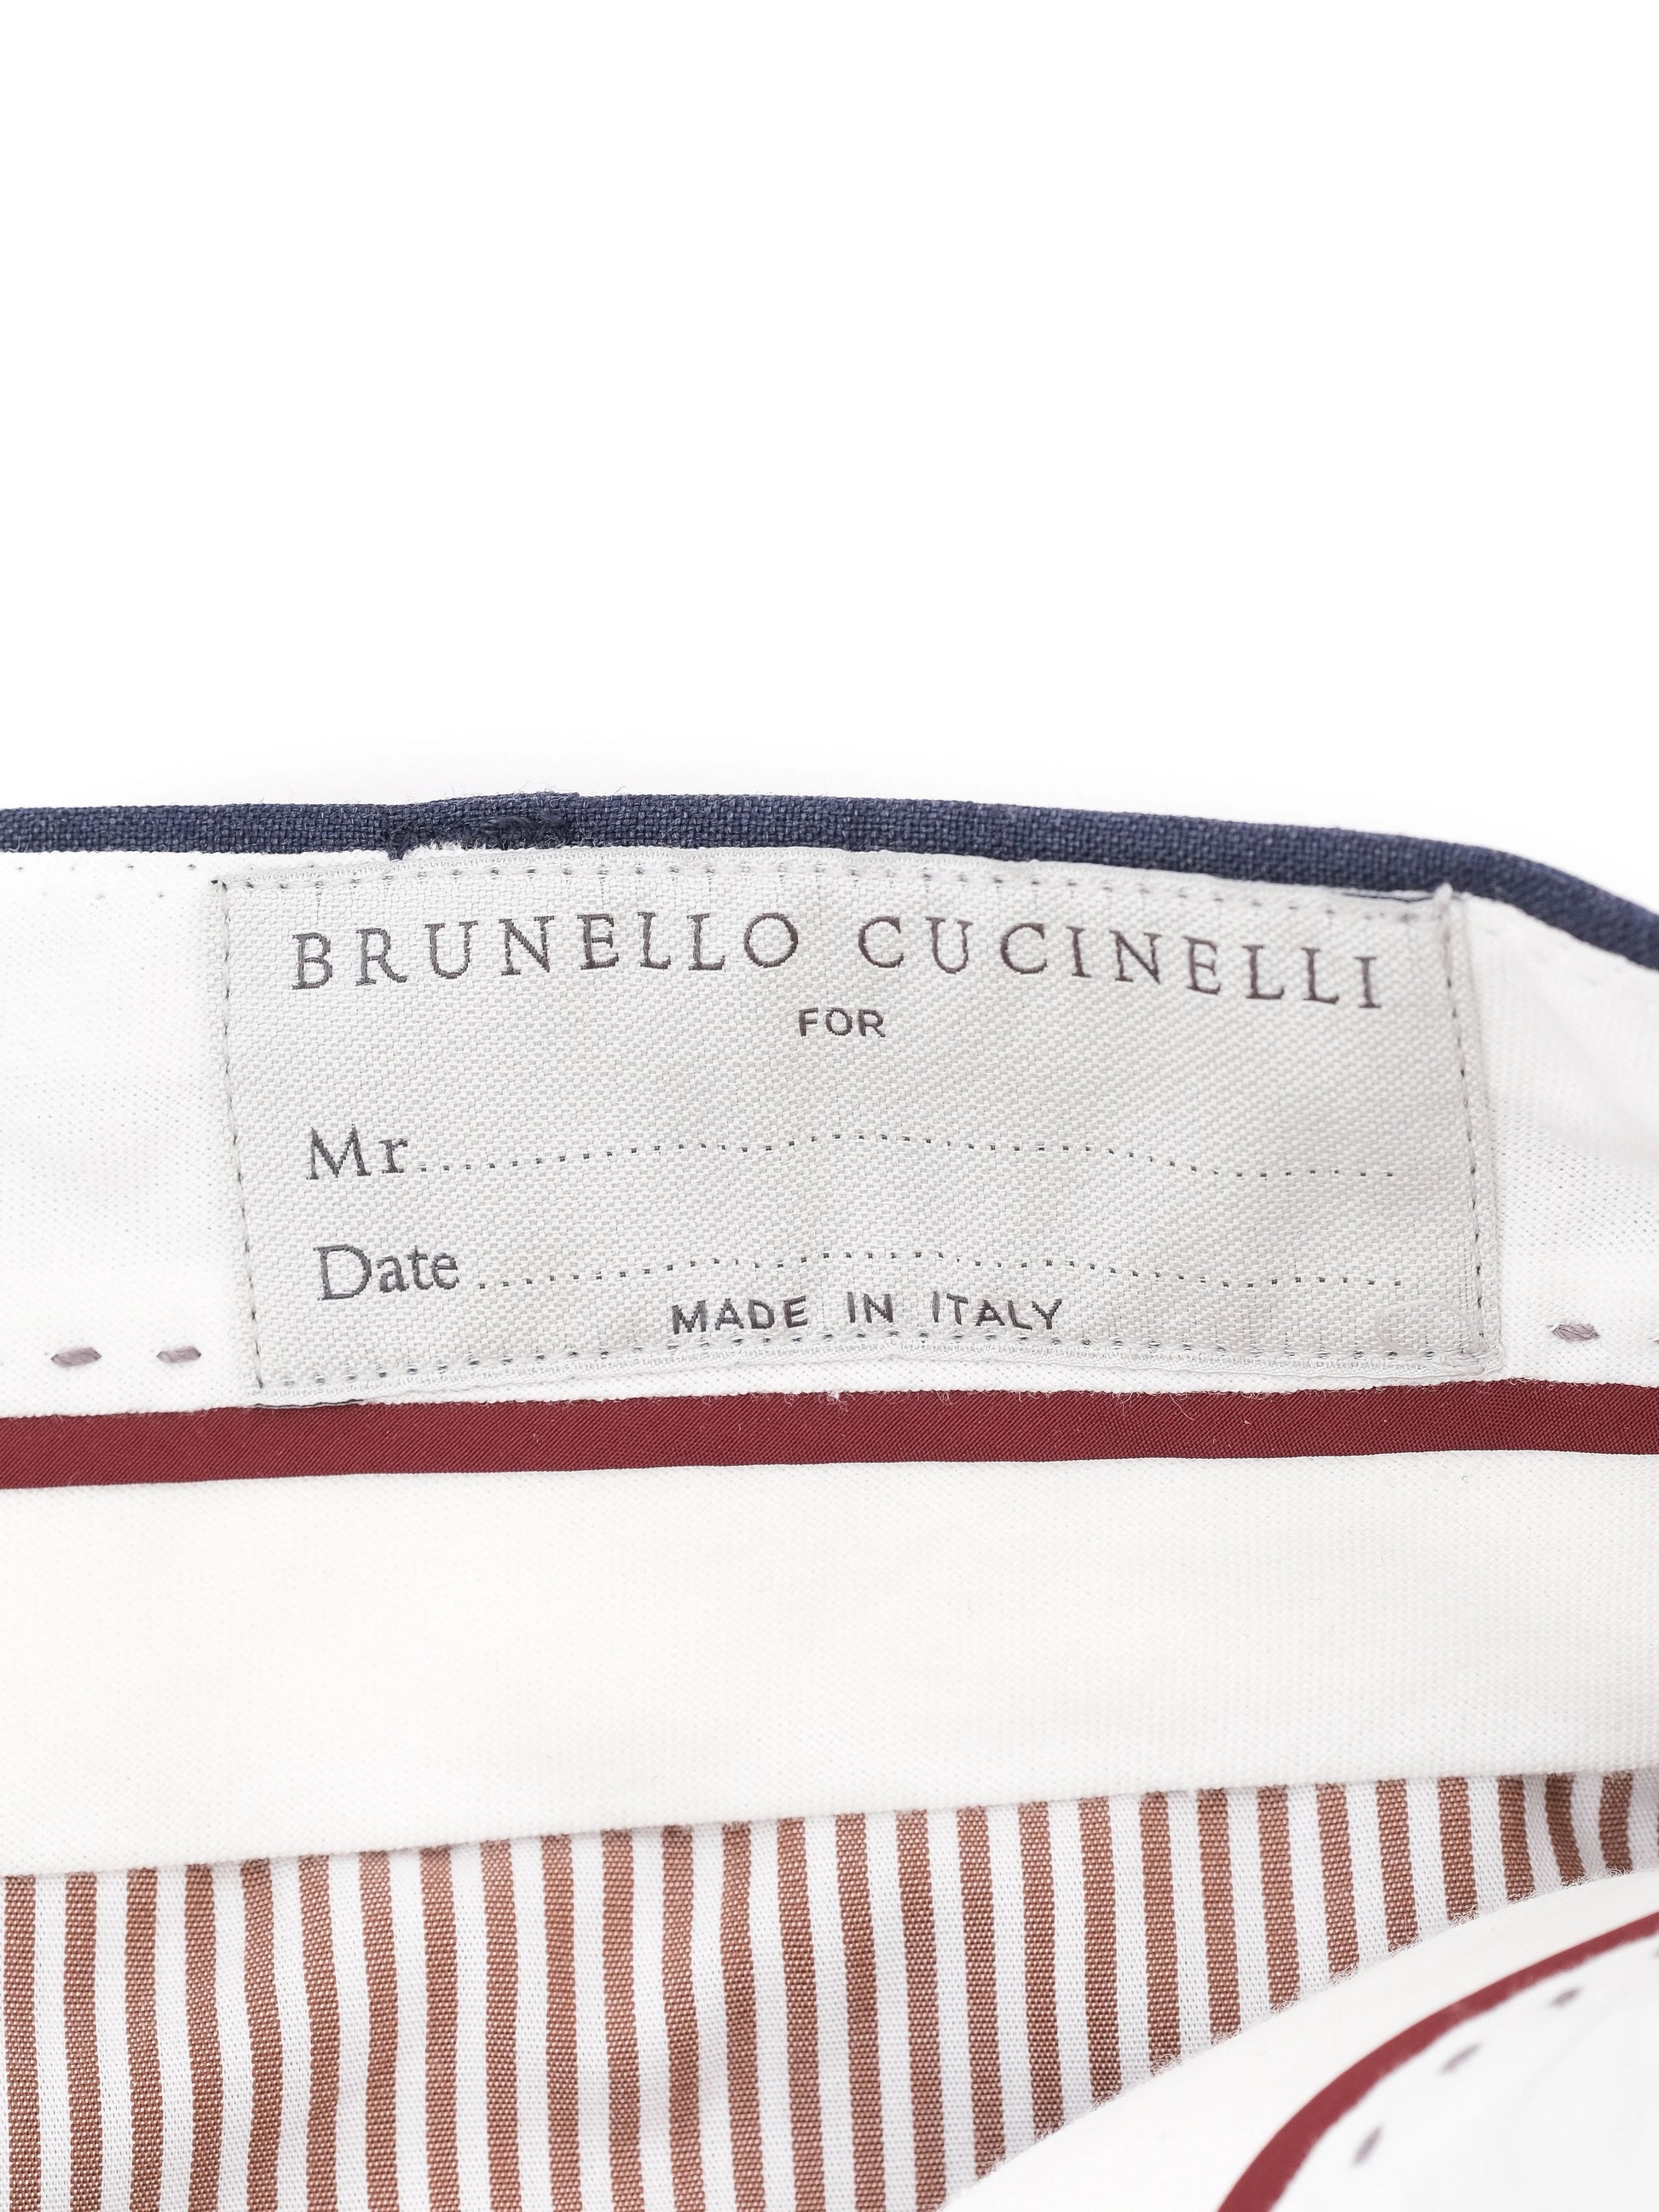 BRUNELLO CUCINELLI
FOR
Mr....................................................
Date....................................................
MADE IN ITALY